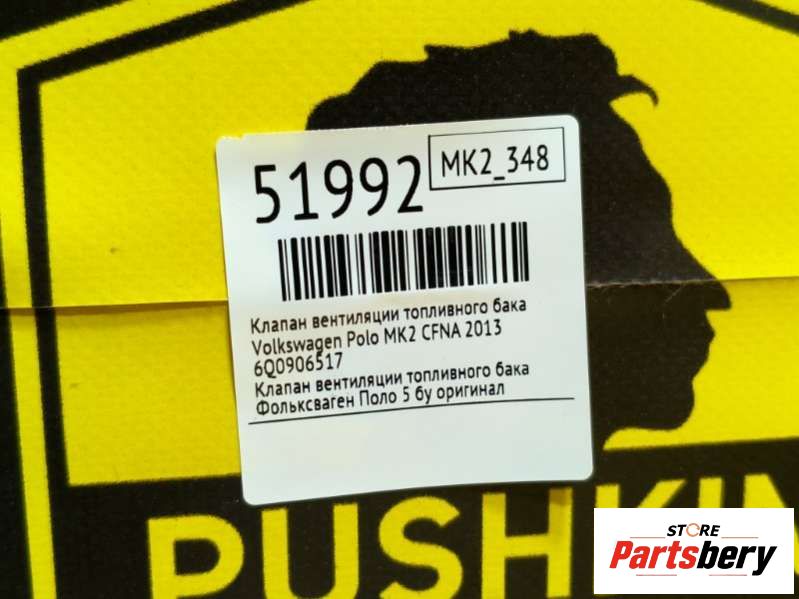 51992
MK2_348
Клапан вентиляции топливного бака
Volkswagen Polo MK2 CFNA 2013
6Q0906517
Клапан вентиляции топливного бака
Фольксваген Поло 5 бу оригинал
PUSHKIN
STORE
Partsbery